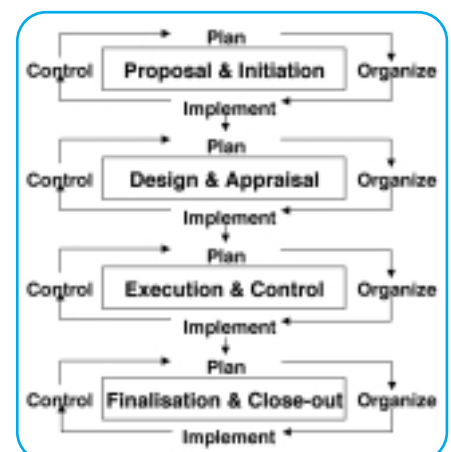 Plan
Control Proposal & Initiation Organize
Implement
Plan
Control Design & Appraisal Organize
Implement
Plan
Control Execution & Control Organize
Implement
Plan
Control Finalisation & Close-out Organize
Implement